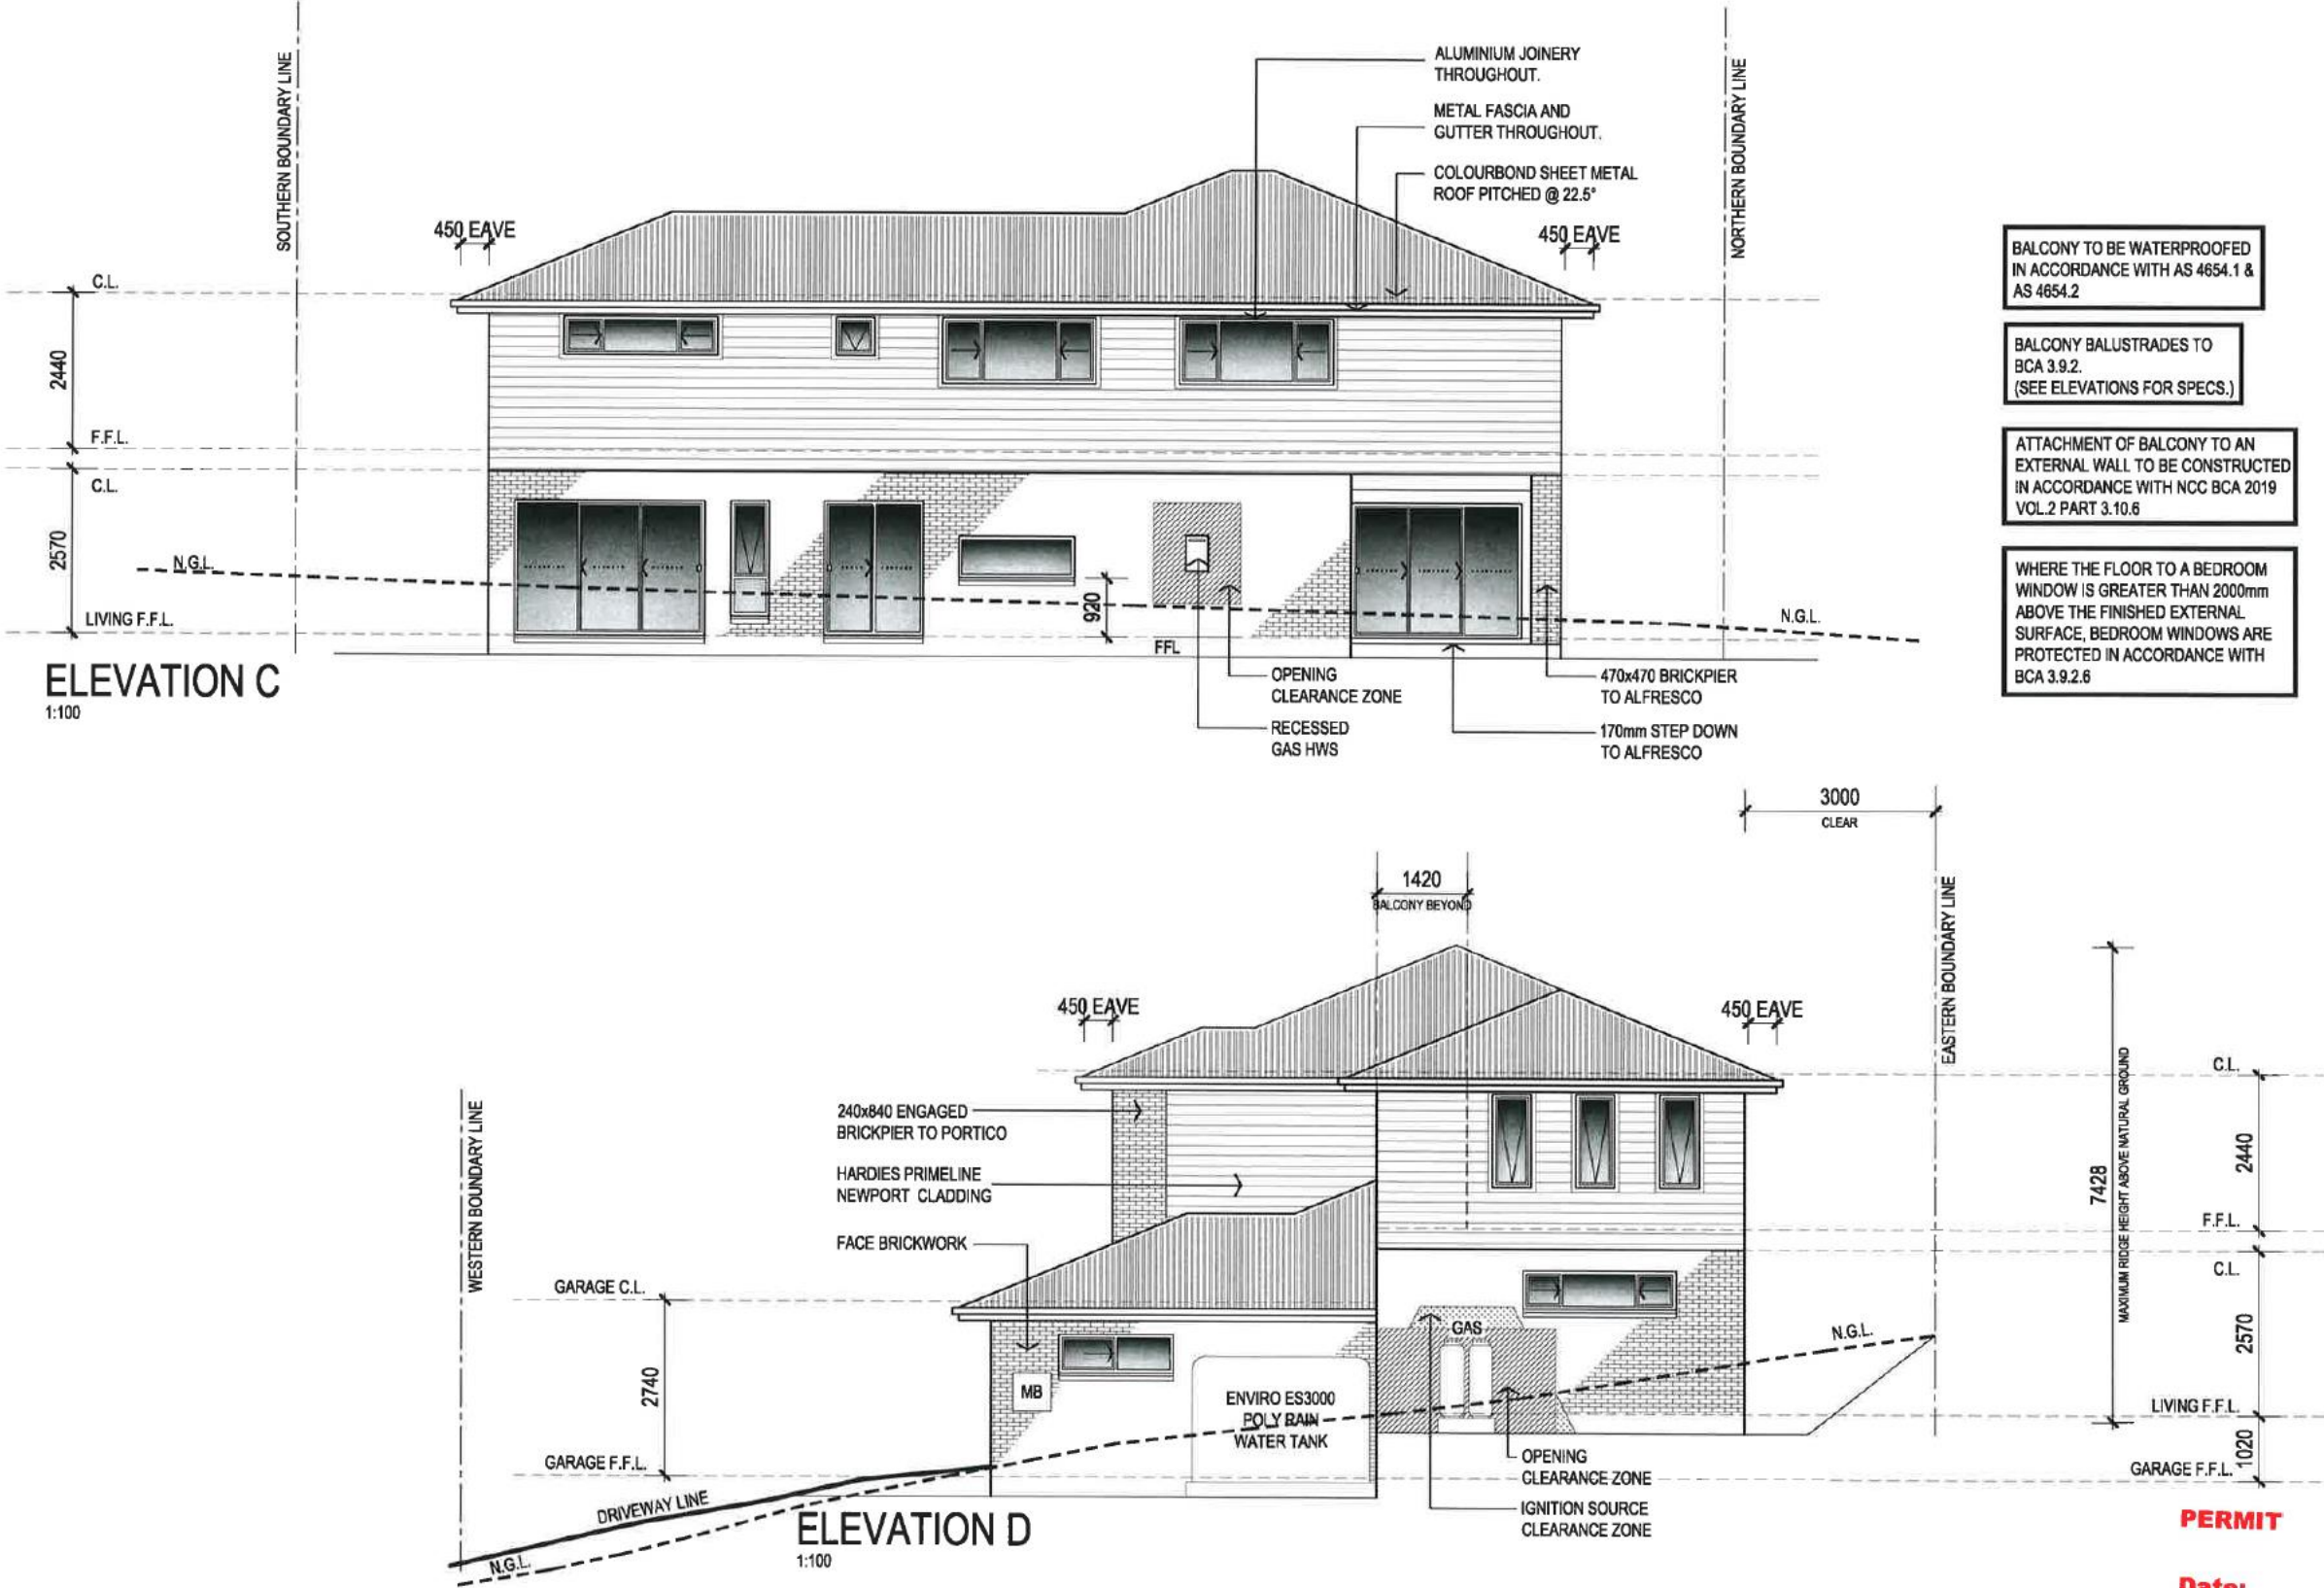 SOUTHERN BOUNDARY LINE
NORTHERN BOUNDARY LINE
ALUMINIUM JOINERY
THROUGHOUT.
METAL FASCIA AND
GUTTER THROUGHOUT.
COLOURBOND SHEET METAL
ROOF PITCHED @ 22.5°
450 EAVE
450 EAVE
C.L.
2440
F.F.L.
C.L.
2570
N.G.L.
LIVING F.F.L.
920
FFL
N.G.L.
OPENING
CLEARANCE ZONE
RECESSED
GAS HWS
470x470 BRICKPIER
TO ALFRESCO
170mm STEP DOWN
TO ALFRESCO
ELEVATION C
1:100
BALCONY TO BE WATERPROOFED
IN ACCORDANCE WITH AS 4654.1 &
AS 4654.2
BALCONY BALUSTRADES TO
BCA 3.9.2.
(SEE ELEVATIONS FOR SPECS.)
ATTACHMENT OF BALCONY TO AN
EXTERNAL WALL TO BE CONSTRUCTED
IN ACCORDANCE WITH NCC BCA 2019
VOL.2 PART 3.10.6
WHERE THE FLOOR TO A BEDROOM
WINDOW IS GREATER THAN 2000mm
ABOVE THE FINISHED EXTERNAL
SURFACE, BEDROOM WINDOWS ARE
PROTECTED IN ACCORDANCE WITH
BCA 3.9.2.6
3000
CLEAR
1420
BALCONY BEYOND
450 EAVE
450 EAVE
WESTERN BOUNDARY LINE
EASTERN BOUNDARY LINE
240x840 ENGAGED
BRICKPIER TO PORTICO
HARDIES PRIMELINE
NEWPORT CLADDING
FACE BRICKWORK
GARAGE C.L.
2740
GARAGE F.F.L.
DRIVEWAY LINE
N.G.L.
MB
ENVIRO ES3000
POLY RAIN
WATER TANK
GAS
N.G.L.
OPENING
CLEARANCE ZONE
IGNITION SOURCE
CLEARANCE ZONE
7428
MAXIMUM RIDGE HEIGHT ABOVE NATURAL GROUND
C.L.
2440
F.F.L.
C.L.
2570
LIVING F.F.L.
1020
GARAGE F.F.L.
ELEVATION D
1:100
PERMIT
Date: